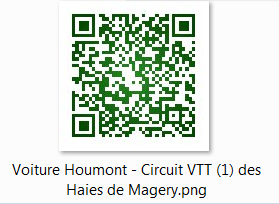 Voiture Houmont - Circuit VTT (1) des
Haies de Magery.png